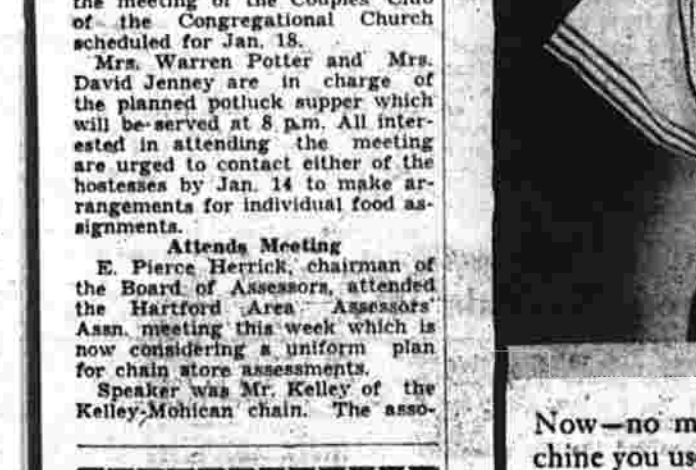 the meeting of the Couples Club
of the Congregational Church
scheduled for Jan. 18.
Mrs. Warren Potter and Mrs.
David Jenney are in charge of
the planned potluck supper which
will be served at 8 p.m. All inter-
ested in attending the meeting
are urged to contact either of the
hostesses by Jan. 14 to make ar-
rangements for individual food as-
signments.
Attends Meeting
E. Pierce Herrick, chairman of
the Board of Assessors, attended
the Hartford Area Assessors'
Assn. meeting this week which is
now considering a uniform plan
for chain store assessments.
Speaker was Mr. Kelley of the
Kelley-Mohican chain. The asso-
Now—no m
chine you us